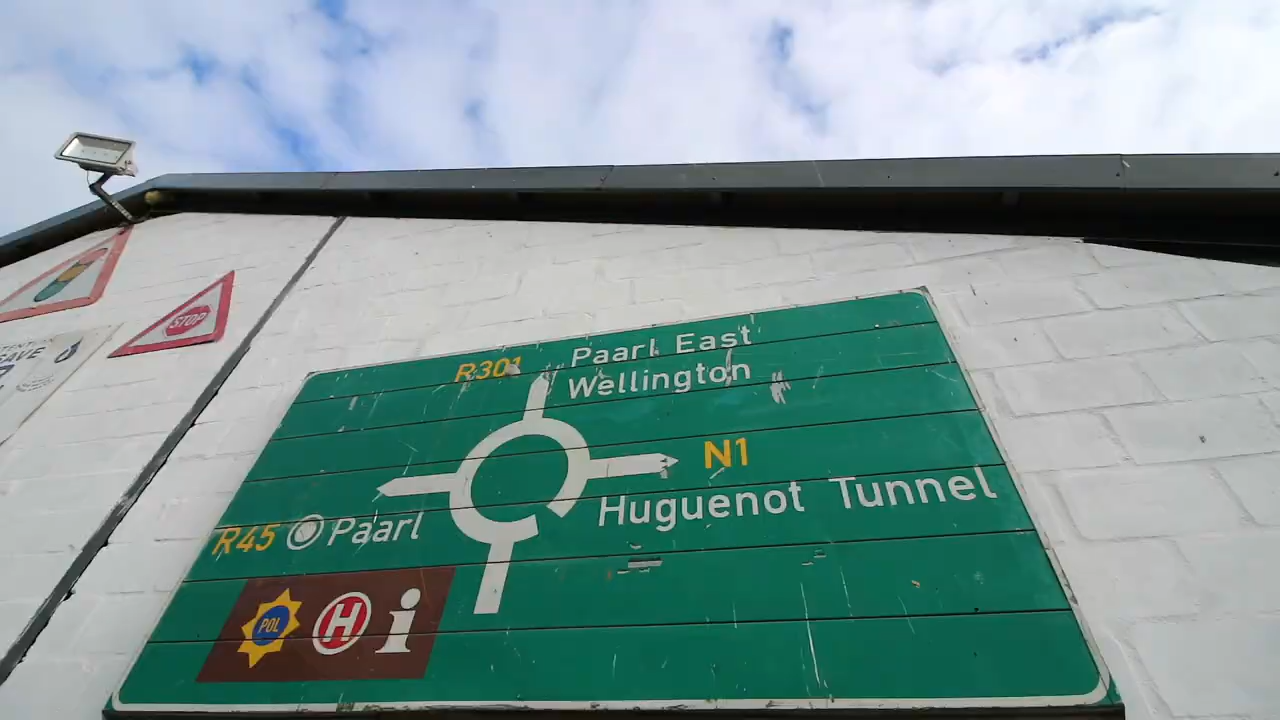 STOP
R301
Paarl East
Wellington
N1
Huguenot Tunnel
R45 Paarl
POL H i